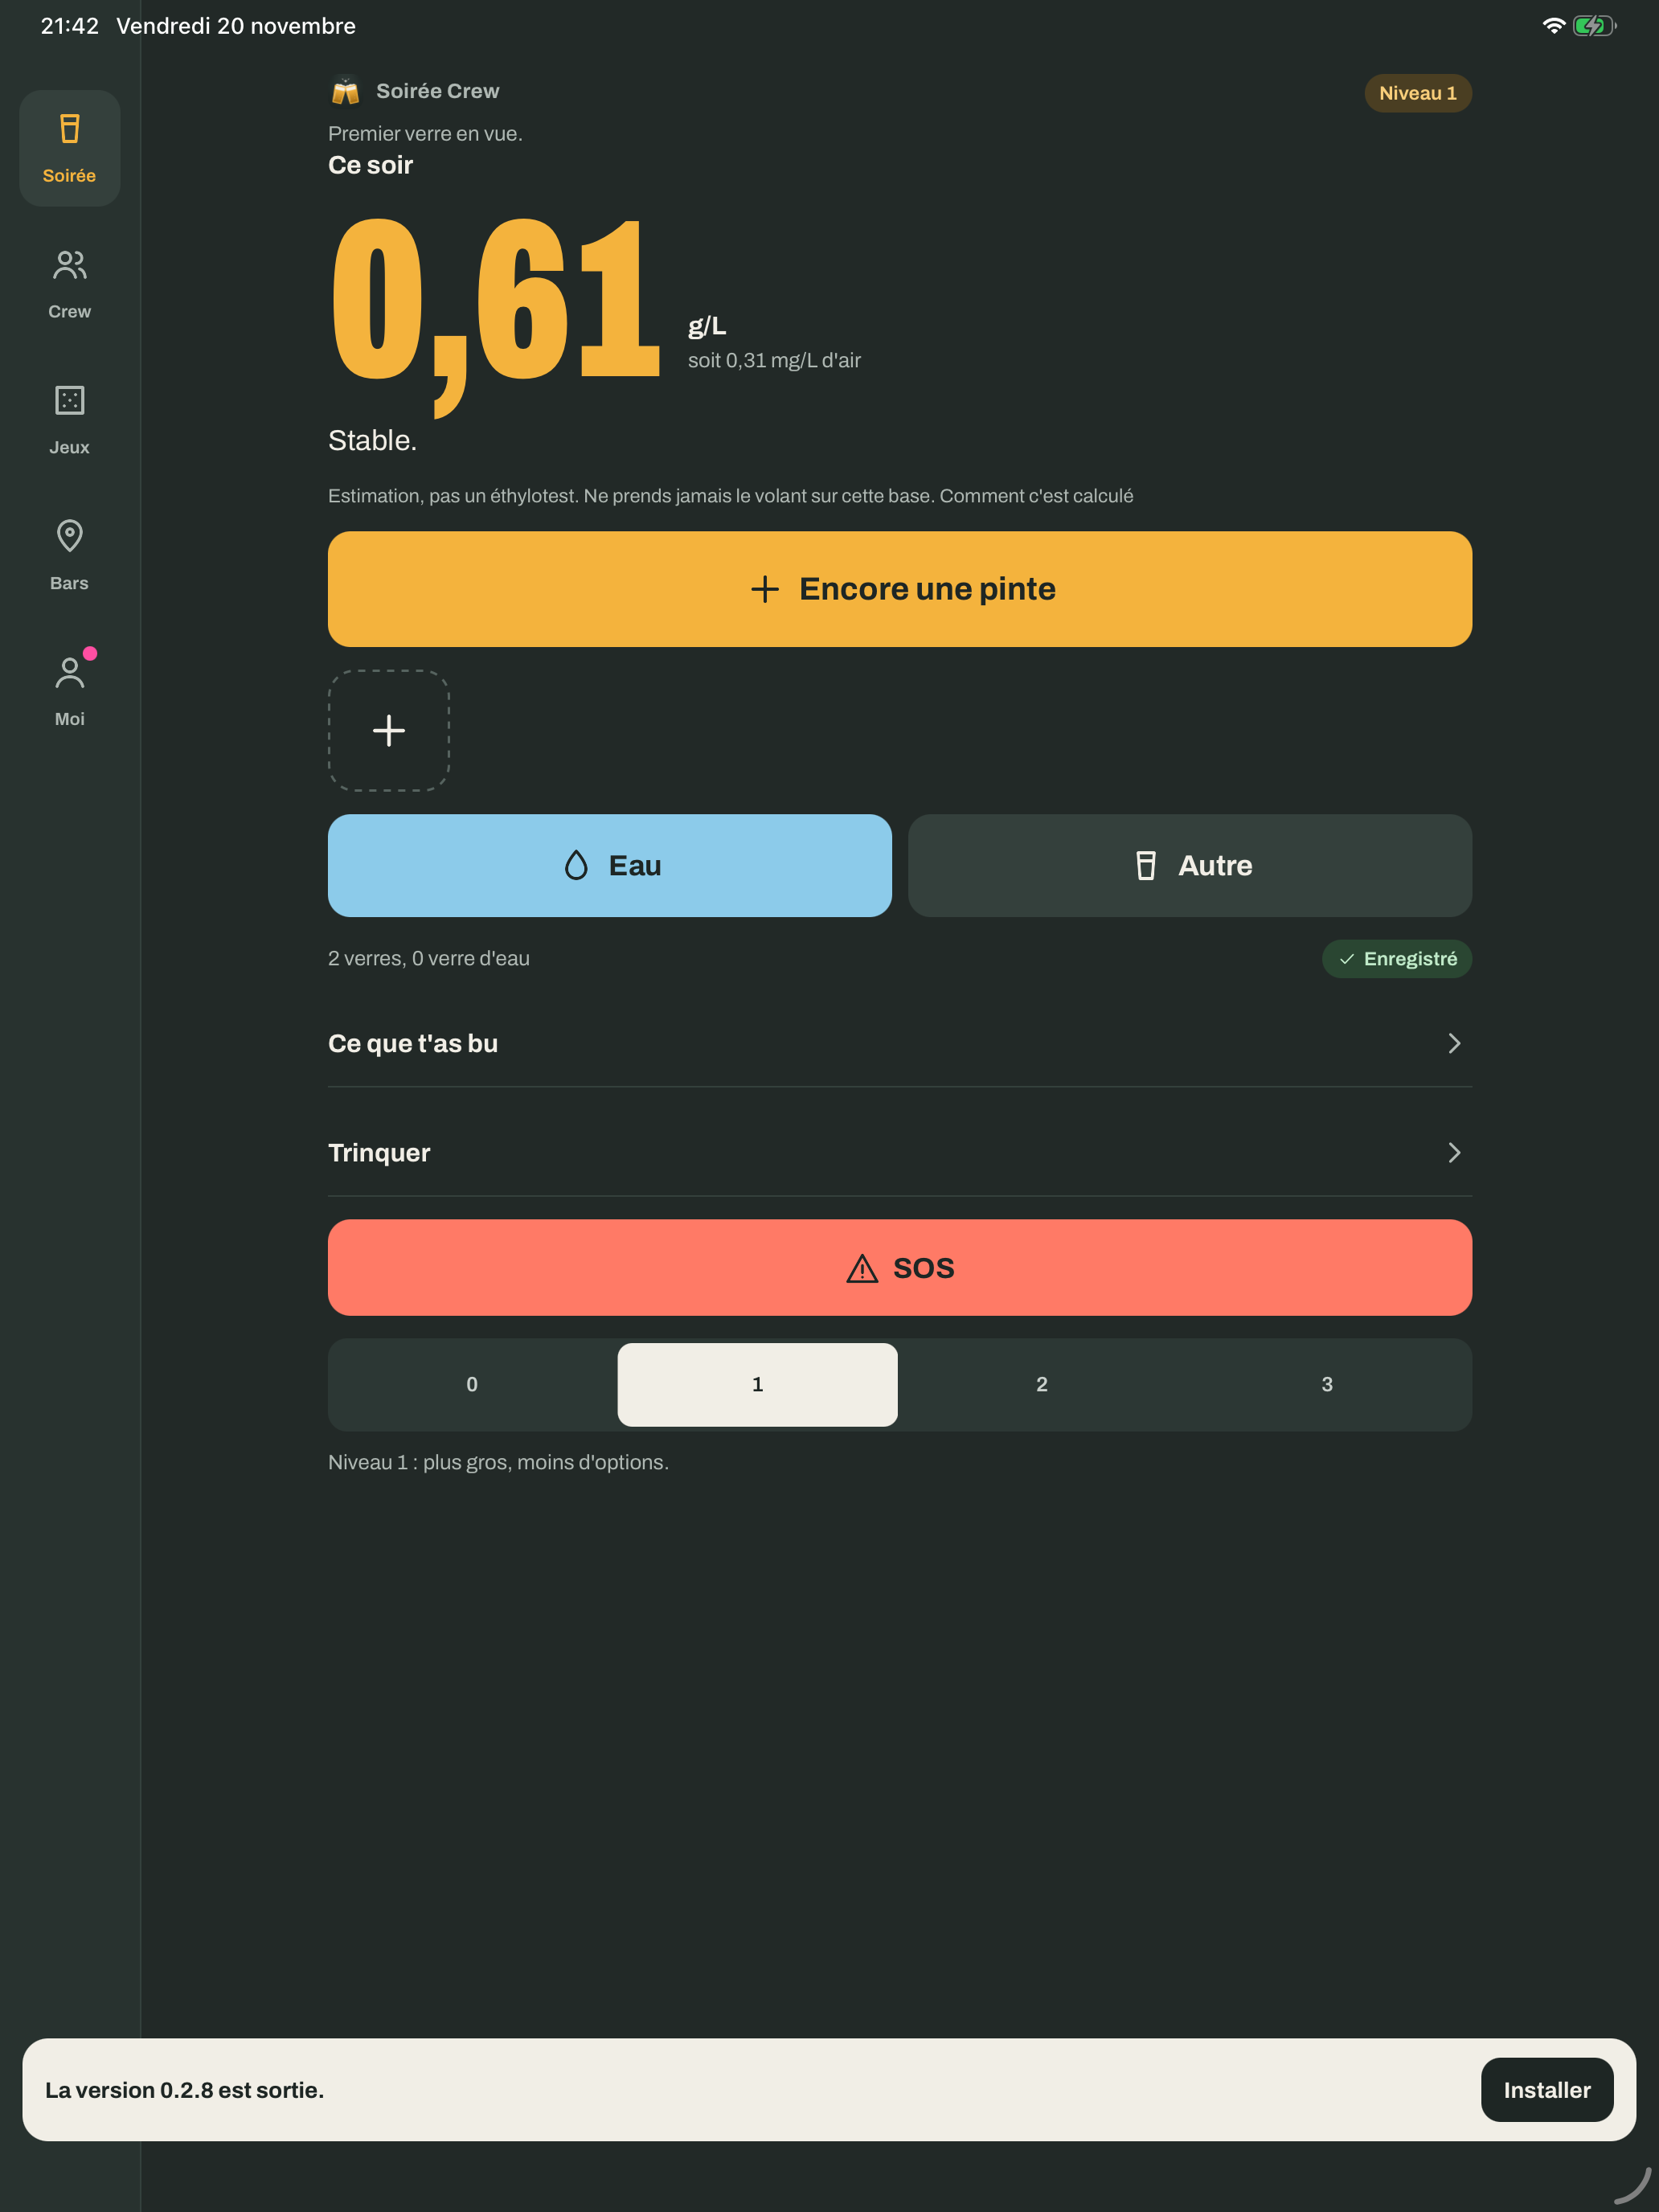 21:42 Vendredi 20 novembre
Soirée Crew
Niveau 1
Premier verre en vue.
Ce soir
0,61
g/L
soit 0,31 mg/L d'air
Stable.
Estimation, pas un éthylotest. Ne prends jamais le volant sur cette base. Comment c'est calculé
Encore une pinte
Eau
Autre
2 verres, 0 verre d'eau
Enregistré
Ce que t'as bu
Trinquer
SOS
0 1 2 3
Niveau 1 : plus gros, moins d'options.
Soirée
Crew
Jeux
Bars
Moi
La version 0.2.8 est sortie.
Installer